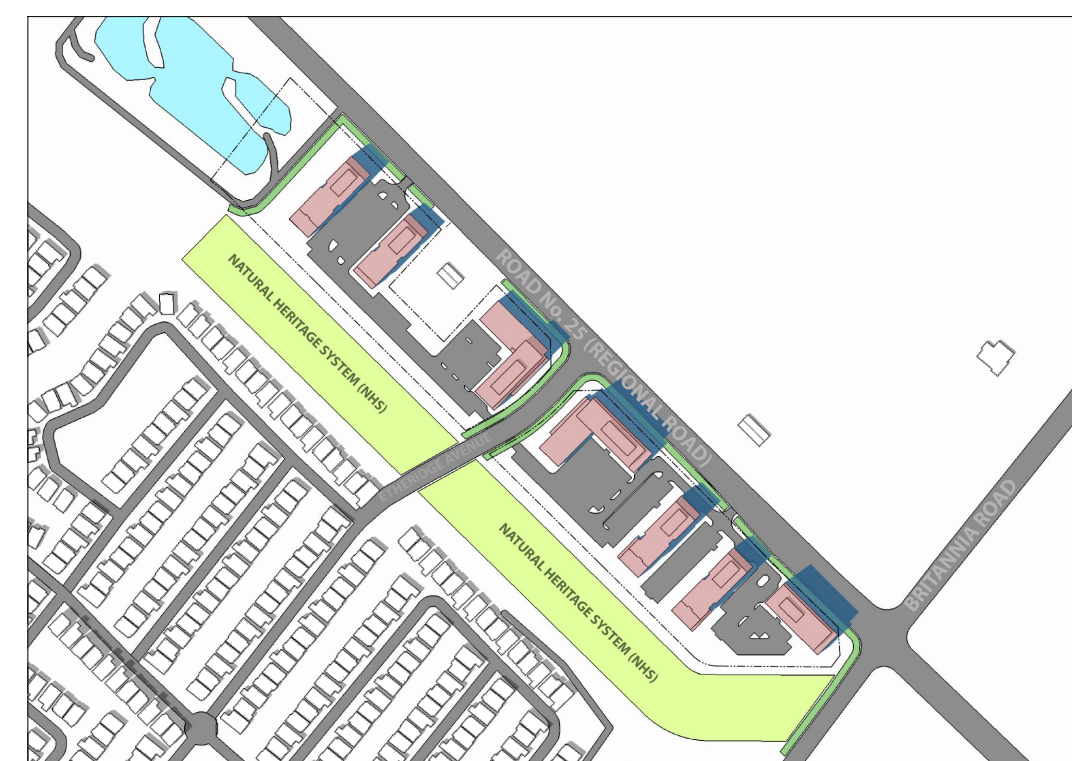 NATURAL HERITAGE SYSTEM (NHS)
ROAD No. 25 (REGIONAL ROAD)
ETHERIDGE AVENUE
NATURAL HERITAGE SYSTEM (NHS)
BRITANNIA ROAD